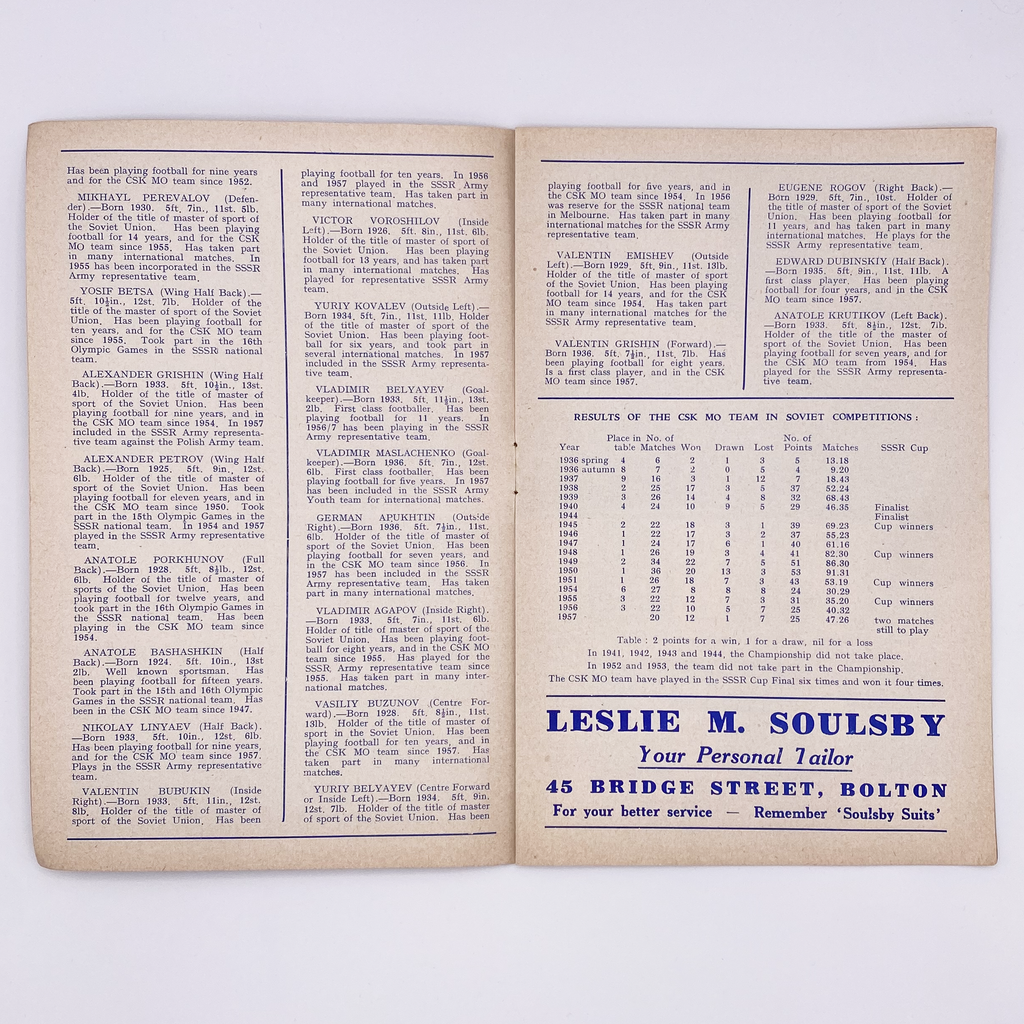 Has been playing football for nine years
and for the CSK MO team since 1952.
MIKHAYL PEREVALOV (Defen-
der).—Born 1930. 5ft. 7in., 11st. 5lb.
Holder of the title of master of sport of
the Soviet Union. Has been playing
football for 14 years, and for the CSK
MO team since 1955. Has taken part
in many international matches. In
1955 has been incorporated in the SSSR
Army representative team.
YOSIF BETSA (Wing Half Back).—
5ft. 10½in., 12st. 7lb. Holder of the
title of the master of sport of the Soviet
Union. Has been playing football for
ten years, and for the CSK MO team
since 1955. Took part in the 16th
Olympic Games in the SSSR national
team.
ALEXANDER GRISHIN (Wing Half
Back).—Born 1933. 5ft. 10½in., 13st.
4lb. Holder of the title of master of
sport of the Soviet Union. Has been
playing football for nine years, and in
the CSK MO team since 1954. In 1957
included in the SSSR Army representa-
tive team against the Polish Army team.
ALEXANDER PETROV (Wing Half
Back).—Born 1925. 5ft. 9in., 12st.
6lb. Holder of the title of master of
sport of the Soviet Union. Has been
playing football for eleven years, and in
the CSK MO team since 1950. Took
part in the 15th Olympic Games in the
SSSR national team. In 1954 and 1957
played in the SSSR Army representative
team.
ANATOLE PORKHUNOV (Full
Back).—Born 1928. 5ft. 8½lb., 12st.
6lb. Holder of the title of master of
sports of the Soviet Union. Has been
playing football for twelve years, and
took part in the 16th Olympic Games in
the SSSR national team. Has been
playing in the CSK MO team since
1954.
ANATOLE BASHASHKIN (Half
Back).—Born 1924. 5ft. 10in., 13st
2lb. Well known sportsman. Has
been playing football for fifteen years.
Took part in the 15th and 16th Olympic
Games in the SSSR national team. Has
been in the CSK MO team since 1947.
NIKOLAY LINYAEV (Half Back).
—Born 1933. 5ft. 10in., 12st. 6lb.
Has been playing football for nine years,
and for the CSK MO team since 1957.
Plays in the SSSR Army representative
team.
VALENTIN BUBUKIN (Inside
Right).—Born 1933. 5ft. 11in., 12st.
8lb. Holder of the title of master of
sport of the Soviet Union. Has been
playing football for ten years. In 1956
and 1957 played in the SSSR Army
representative team. Has taken part in
many international matches.
VICTOR VOROSHILOV (Inside
Left).—Born 1926. 5ft. 8in., 11st. 6lb.
Holder of the title of master of sport of
the Soviet Union. Has been playing
football for 13 years, and has taken part
in many international matches. Has
played for SSSR Army representative
team.
YURIY KOVALEV (Outside Left).—
Born 1934. 5ft. 7in., 11st. 11lb. Holder
of the title of master of sport of the
Soviet Union. Has been playing foot-
ball for six years, and took part in
several international matches. In 1957
included in the SSSR Army representa-
tive team.
VLADIMIR BELYAYEV (Goal-
keeper).—Born 1933. 5ft. 11½in., 13st.
2lb. First class footballer. Has been
playing football for 11 years. In
1956/7 has been playing in the SSSR
Army representative team.
VLADIMIR MASLACHENKO (Goal-
keeper).—Born 1936. 5ft. 7in., 12st.
6lb. First class footballer. Has been
playing football for five years. In 1957
has been included in the SSSR Army
Youth team for international matches.
GERMAN APUKHTIN (Outside
Right).—Born 1936. 5ft. 7½in., 11st.
6lb. Holder of the title of master of
sport of the Soviet Union. Has been
playing football for seven years, and
in the CSK MO team since 1956. In
1957 has been included in the SSSR
Army representative team. Has taken
part in many international matches.
VLADIMIR AGAPOV (Inside Right).
—Born 1933. 5ft. 7in., 11st. 6lb.
Holder of the title of master of sport of
the Soviet Union. Has been playing foot-
ball for eight years, and in the CSK MO
team since 1955. Has played for the
SSSR Army representative team. Has
taken part in many inter-
national matches.
VASILIY BUZUNOV (Centre For-
ward).—Born 1928. 5ft. 8½in., 11st.
13lb. Holder of the title of master of
sport in the Soviet Union. Has been
playing football for ten years, and in
the CSK MO team since 1957. Has
taken part in many international
matches.
YURIY BELYAYEV (Centre Forward
or Inside Left).—Born 1934. 5ft. 9in.
12st. 7lb. Holder of the title of master
of sport of the Soviet Union. Has been
playing football for five years, and in
the CSK MO team since 1954. In 1956
was reserve for the SSSR national team
in Melbourne. Has taken part in many
international matches for the SSSR Army
representative team.
VALENTIN EMISHEV (Outside
Left).—Born 1929. 5ft. 9in., 11st. 13lb.
Holder of the title of master of sport
of the Soviet Union. Has been playing
football for 14 years, and for the CSK
MO team since 1954. Has taken part in
many international matches for the
SSSR Army representative team.
VALENTIN GRISHIN (Forward).—
Born 1936. 5ft. 7½in., 11st. 7lb. Has
been playing football for eight years.
Is a first class player, and in the CSK
MO team since 1957.
EUGENE ROGOV (Right Back).—
Born 1929. 5ft. 7in., 10st. Holder of
the title of master of sport of the Soviet
Union. Has been playing football for
11 years, and has taken part in many
international matches. He plays for the
SSSR Army representative team.
EDWARD DUBINSKIY (Half Back).
—Born 1935. 5ft. 9in., 11st. 11lb. A
first class player. Has been playing
football for four years, and in the CSK
MO team since 1957.
ANATOLE KRUTIKOV (Left Back).
—Born 1933. 5ft. 8½in., 12st. 7lb.
Holder of the title of the master of
sport of the Soviet Union. Has been
playing football for seven years, and for
the CSK MO team from 1954. Has
played for the SSSR Army representa-
tive team.
RESULTS OF THE CSK MO TEAM IN SOVIET COMPETITIONS :
Place in No. of No. of
Year table Matches Won Drawn Lost Points Matches SSSR Cup
1936 spring 4 6 2 1 3 5 13.18
1936 autumn 8 7 2 0 5 4 9.20
1937 9 16 3 1 12 7 18.43
1938 2 25 17 3 5 37 52.24
1939 3 26 14 4 8 32 68.43
1940 4 24 10 9 5 29 46.35 Finalist
1944 Finalist
1945 2 22 18 3 1 39 69.23 Cup winners
1946 1 22 17 3 2 37 55.23
1947 1 24 17 6 1 40 61.16
1948 1 26 19 3 4 41 82.30 Cup winners
1949 2 34 22 7 5 51 86.30
1950 1 36 20 13 3 53 91.31
1951 1 26 18 7 3 43 53.19 Cup winners
1954 6 27 8 8 8 24 30.29
1955 3 22 12 7 3 31 35.20 Cup winners
1956 3 22 10 5 7 25 40.32
1957 20 12 1 7 25 47.26 two matches
still to play
Table : 2 points for a win, 1 for a draw, nil for a loss
In 1941, 1942, 1943 and 1944, the Championship did not take place.
In 1952 and 1953, the team did not take part in the Championship.
The CSK MO team have played in the SSSR Cup Final six times and won it four times.
LESLIE M. SOULSBY
Your Personal Tailor
45 BRIDGE STREET, BOLTON
For your better service — Remember 'Soulsby Suits'